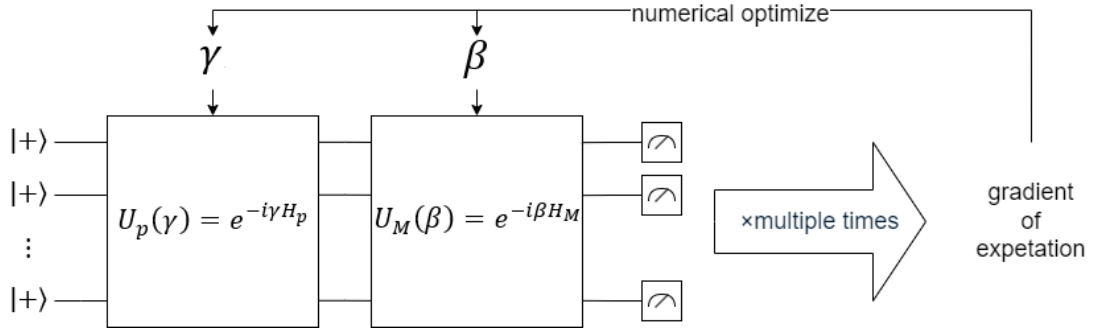 numerical optimize
γ
β
|+⟩
|+⟩
⋮
|+⟩
U_p(γ) = e^{-iγH_p}
U_M(β) = e^{-iβH_M}
×multiple times
gradient
of
expetation